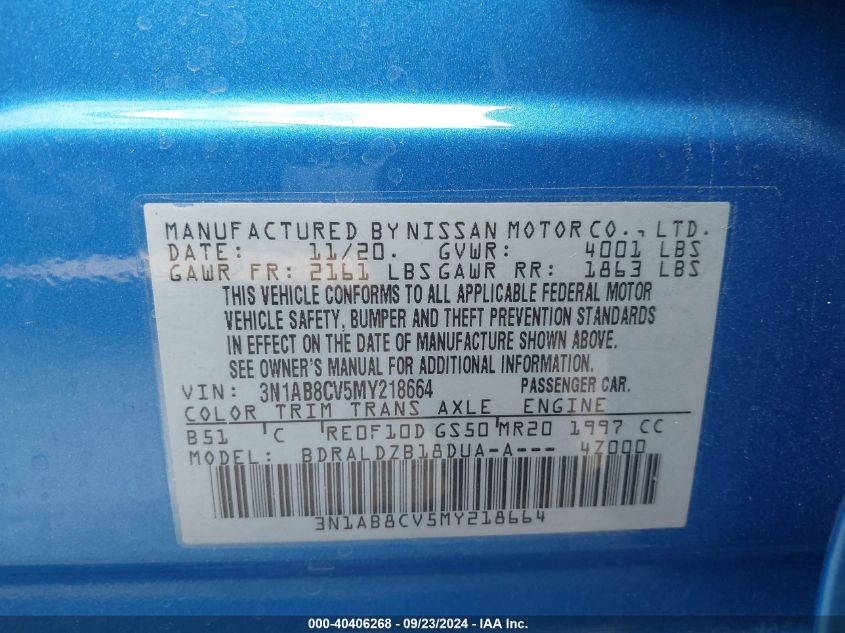 MANUFACTURED BY NISSAN MOTOR CO., LTD.
DATE: 11/20. GVWR: 4001 LBS
GAWR FR: 2161 LBS GAWR RR: 1863 LBS
THIS VEHICLE CONFORMS TO ALL APPLICABLE FEDERAL MOTOR
VEHICLE SAFETY, BUMPER AND THEFT PREVENTION STANDARDS
IN EFFECT ON THE DATE OF MANUFACTURE SHOWN ABOVE.
SEE OWNER'S MANUAL FOR ADDITIONAL INFORMATION.
VIN: 3N1AB8CV5MY218664 PASSENGER CAR.
COLOR TRIM TRANS AXLE ENGINE
B51 C RE0F10D GS50 MR20 1997 CC
MODEL: BDRALDZB18DUA-A--- 4Z000
3N1AB8CV5MY218664
000-40406268 - 09/23/2024 - IAA Inc.